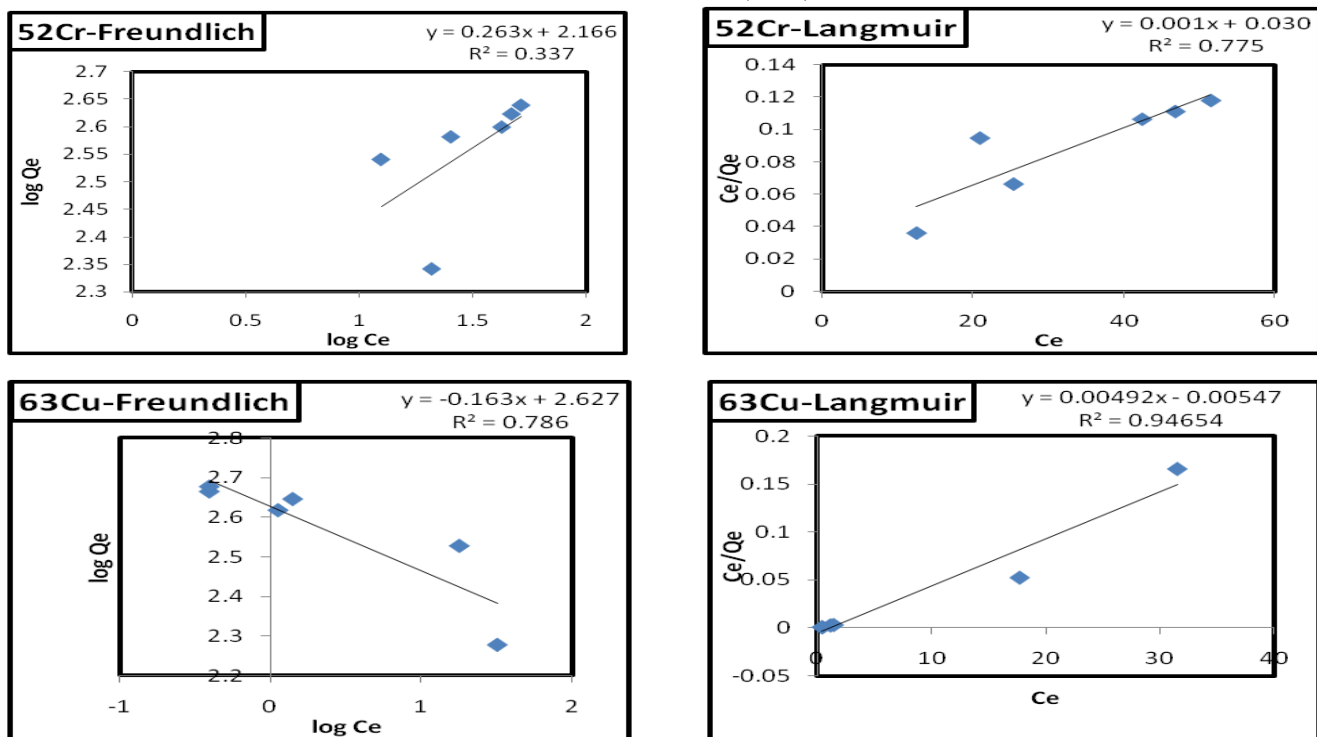 52Cr-Freundlich
y = 0.263x + 2.166
R² = 0.337
2.7
2.65
2.6
2.55
2.5
2.45
2.4
2.35
2.3
log Qe
0 0.5 1 1.5 2
log Ce
52Cr-Langmuir
y = 0.001x + 0.030
R² = 0.775
0.14
0.12
0.1
0.08
0.06
0.04
0.02
0
Ce/Qe
0 20 40 60
Ce
63Cu-Freundlich
y = -0.163x + 2.627
R² = 0.786
2.8
2.7
2.6
2.5
2.4
2.3
2.2
log Qe
-1 0 1 2
log Ce
63Cu-Langmuir
y = 0.00492x - 0.00547
R² = 0.94654
0.2
0.15
0.1
0.05
0
-0.05
Ce/Qe
0 10 20 30 40
Ce